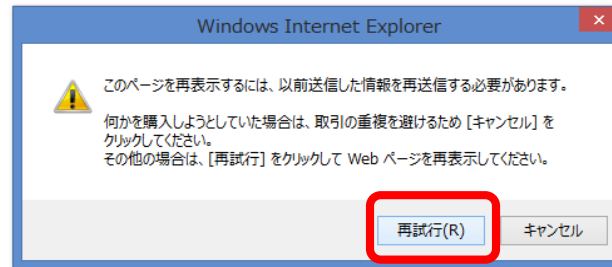 Windows Internet Explorer
このページを再表示するには、以前送信した情報を再送信する必要があります。
何かを購入しようとしていた場合は、取引の重複を避けるため [キャンセル] を
クリックしてください。
その他の場合は、[再試行] をクリックして Web ページを再表示してください。
再試行(R)
キャンセル